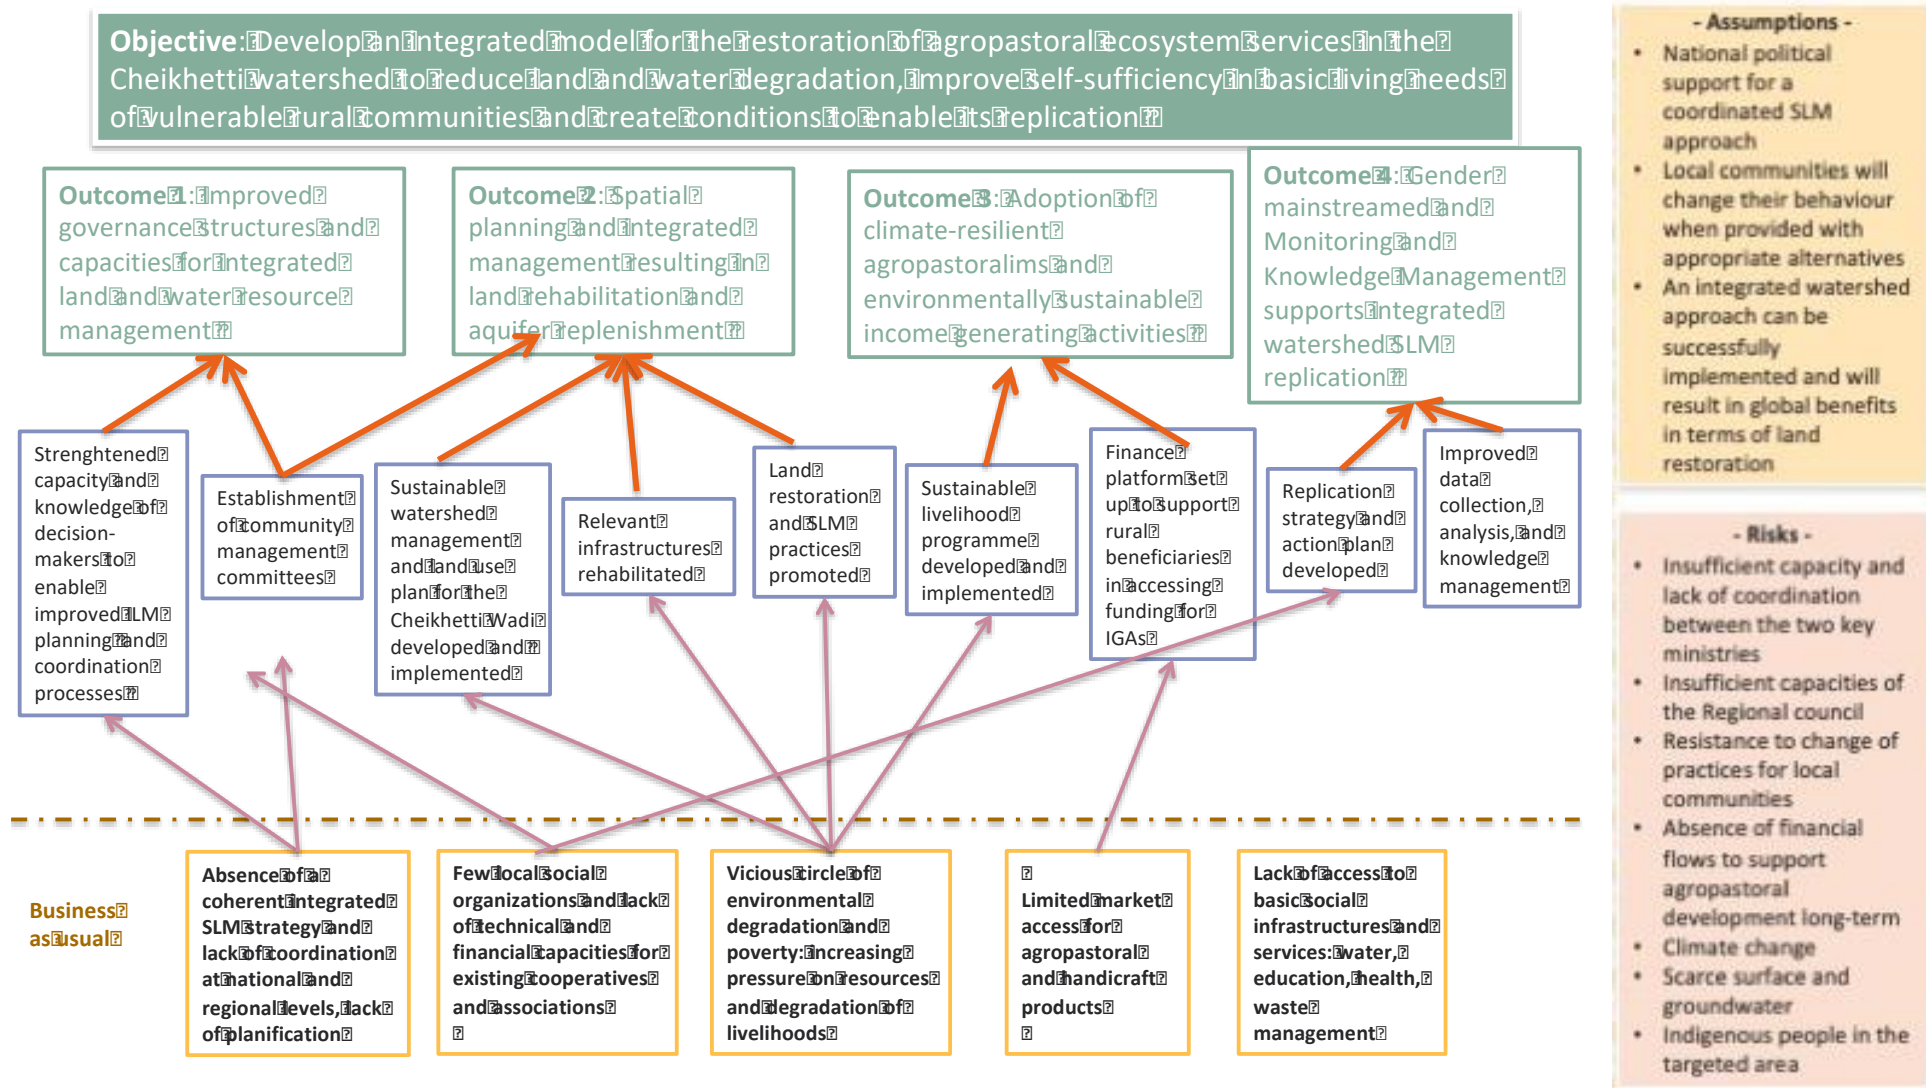 Objective: Develop an integrated model for the restoration of agropastoral ecosystem services in the
Cheikhetti watershed to reduce land and water degradation, improve self-sufficiency in basic living needs
of vulnerable rural communities and create conditions to enable its replication
Outcome 1: Improved
governance structures and
capacities for integrated
land and water resource
management
Outcome 2: Spatial
planning and integrated
management resulting in
land rehabilitation and
aquifer replenishment
Outcome 3: Adoption of
climate-resilient
agropastoralims and
environmentally sustainable
income generating activities
Outcome 4: Gender
mainstreamed and
Monitoring and
Knowledge Management
supports integrated
watershed SLM
replication
Strenghtened
capacity and
knowledge of
decision-
makers to
enable
improved ILM
planning and
coordination
processes
Establishment
of community
management
committees
Sustainable
watershed
management
and land use
plan for the
Cheikhetti Wadi
developed and
implemented
Relevant
infrastructures
rehabilitated
Land
restoration
and SLM
practices
promoted
Sustainable
livelihood
programme
developed and
implemented
Finance
platform set
up to support
rural
beneficiaries
in accessing
funding for
IGAs
Replication
strategy and
action plan
developed
Improved
data
collection,
analysis, and
knowledge
management
Business
as usual
Absence of a
coherent integrated
SLM strategy and
lack of coordination
at national and
regional levels, lack
of planification
Few local social
organizations and lack
of technical and
financial capacities for
existing cooperatives
and associations
Vicious circle of
environmental
degradation and
poverty: increasing
pressure on resources
and degradation of
livelihoods
Limited market
access for
agropastoral
and handicraft
products
Lack of access to
basic social
infrastructures and
services: water,
education, health,
waste
management
- Assumptions -
• National political
support for a
coordinated SLM
approach
• Local communities will
change their behaviour
when provided with
appropriate alternatives
• An integrated watershed
approach can be
successfully
implemented and will
result in global benefits
in terms of land
restoration
- Risks -
• Insufficient capacity and
lack of coordination
between the two key
ministries
• Insufficient capacities of
the Regional council
• Resistance to change of
practices for local
communities
• Absence of financial
flows to support
agropastoral
development long-term
• Climate change
• Scarce surface and
groundwater
• Indigenous people in the
targeted area